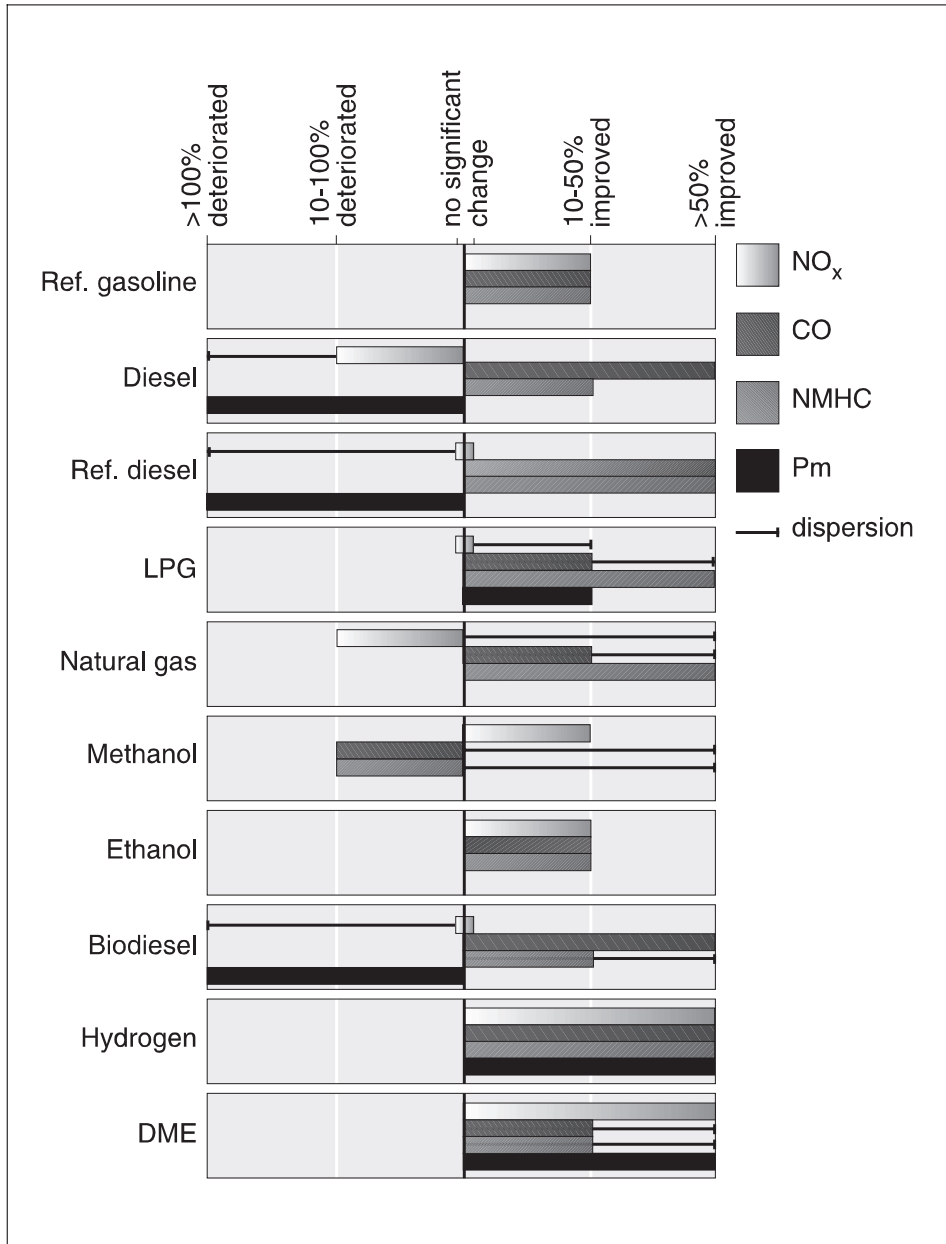 >100%
deteriorated
10-100%
deteriorated
no significant
change
10-50%
improved
>50%
improved
Ref. gasoline
Diesel
Ref. diesel
LPG
Natural gas
Methanol
Ethanol
Biodiesel
Hydrogen
DME
NOx
CO
NMHC
Pm
dispersion